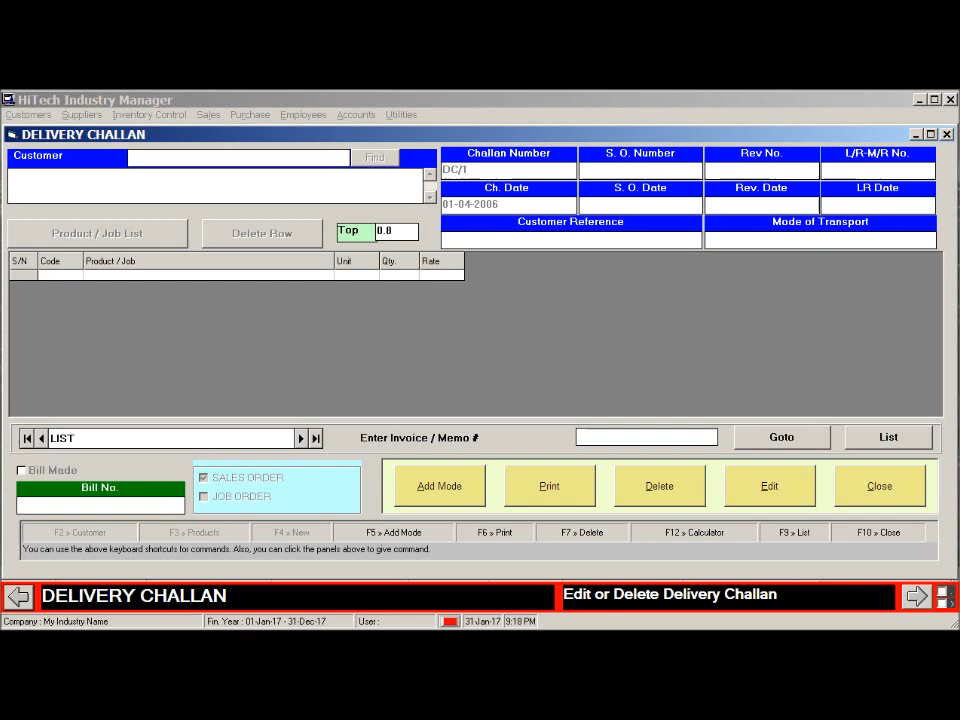 HiTech Industry Manager
Customers Suppliers Inventory Control Sales Purchase Employees Accounts Utilities
DELIVERY CHALLAN
Customer Find
Challan Number S. O. Number Rev No. L/R-M/R No.
DC/1
Ch. Date S. O. Date Rev. Date LR Date
01-04-2006
Customer Reference Mode of Transport
Product / Job List Delete Row Top 0.8
S/N Code Product / Job Unit Qty. Rate
LIST Enter Invoice / Memo # Goto List
Bill Made
Bill No.
SALES ORDER
JOB ORDER
Add Mode Print Delete Edit Close
F2 » Customer F3 » Products F4 » New F5 » Add Mode F6 » Print F7 » Delete F12 » Calculator F9 » List F10 » Close
You can use the above keyboard shortcuts for commands. Also, you can click the panels above to give command.
DELIVERY CHALLAN Edit or Delete Delivery Challan
Company : My Industry Name Fin. Year : 01-Jan-17 - 31-Dec-17 User : 31-Jan-17 9:18 PM